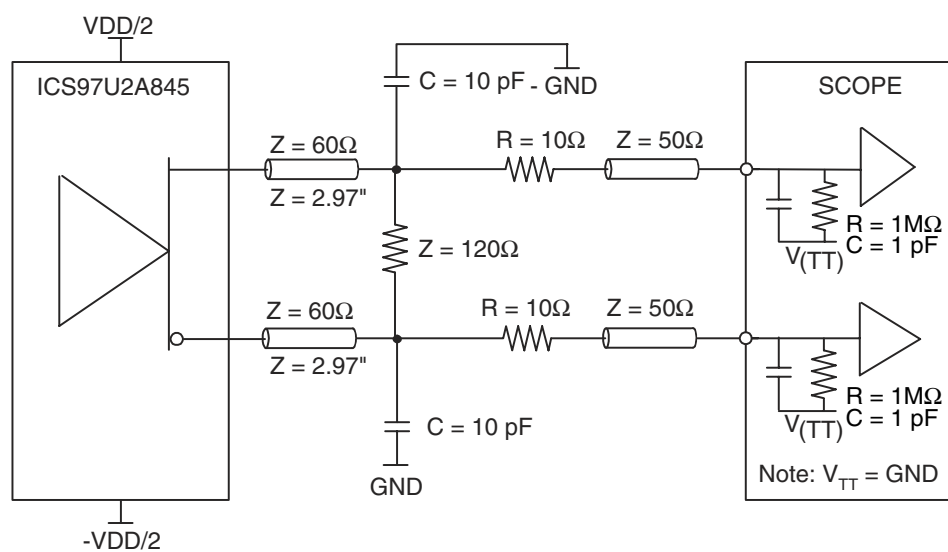 VDD/2
ICS97U2A845
C = 10 pF
- GND
SCOPE
Z = 60Ω
Z = 2.97"
R = 10Ω
Z = 50Ω
R = 1MΩ
C = 1 pF
V(TT)
Z = 120Ω
Z = 60Ω
Z = 2.97"
R = 10Ω
Z = 50Ω
R = 1MΩ
C = 1 pF
V(TT)
C = 10 pF
GND
Note: VTT = GND
-VDD/2